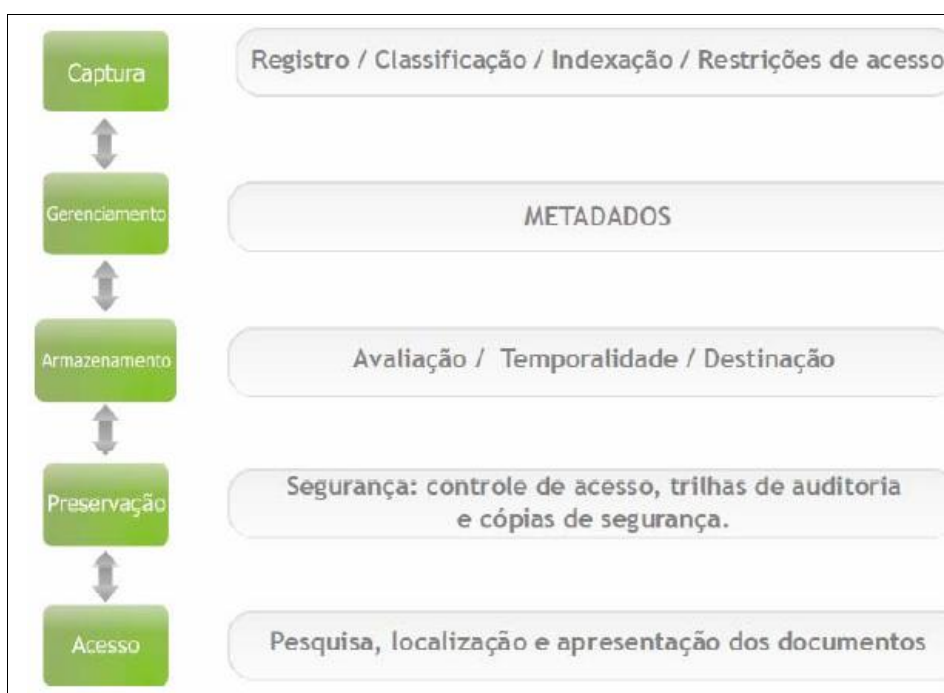 Captura
Registro / Classificação / Indexação / Restrições de acesso
Gerenciamento
METADADOS
Armazenamento
Avaliação / Temporalidade / Destinação
Preservação
Segurança: controle de acesso, trilhas de auditoria
e cópias de segurança.
Acesso
Pesquisa, localização e apresentação dos documentos